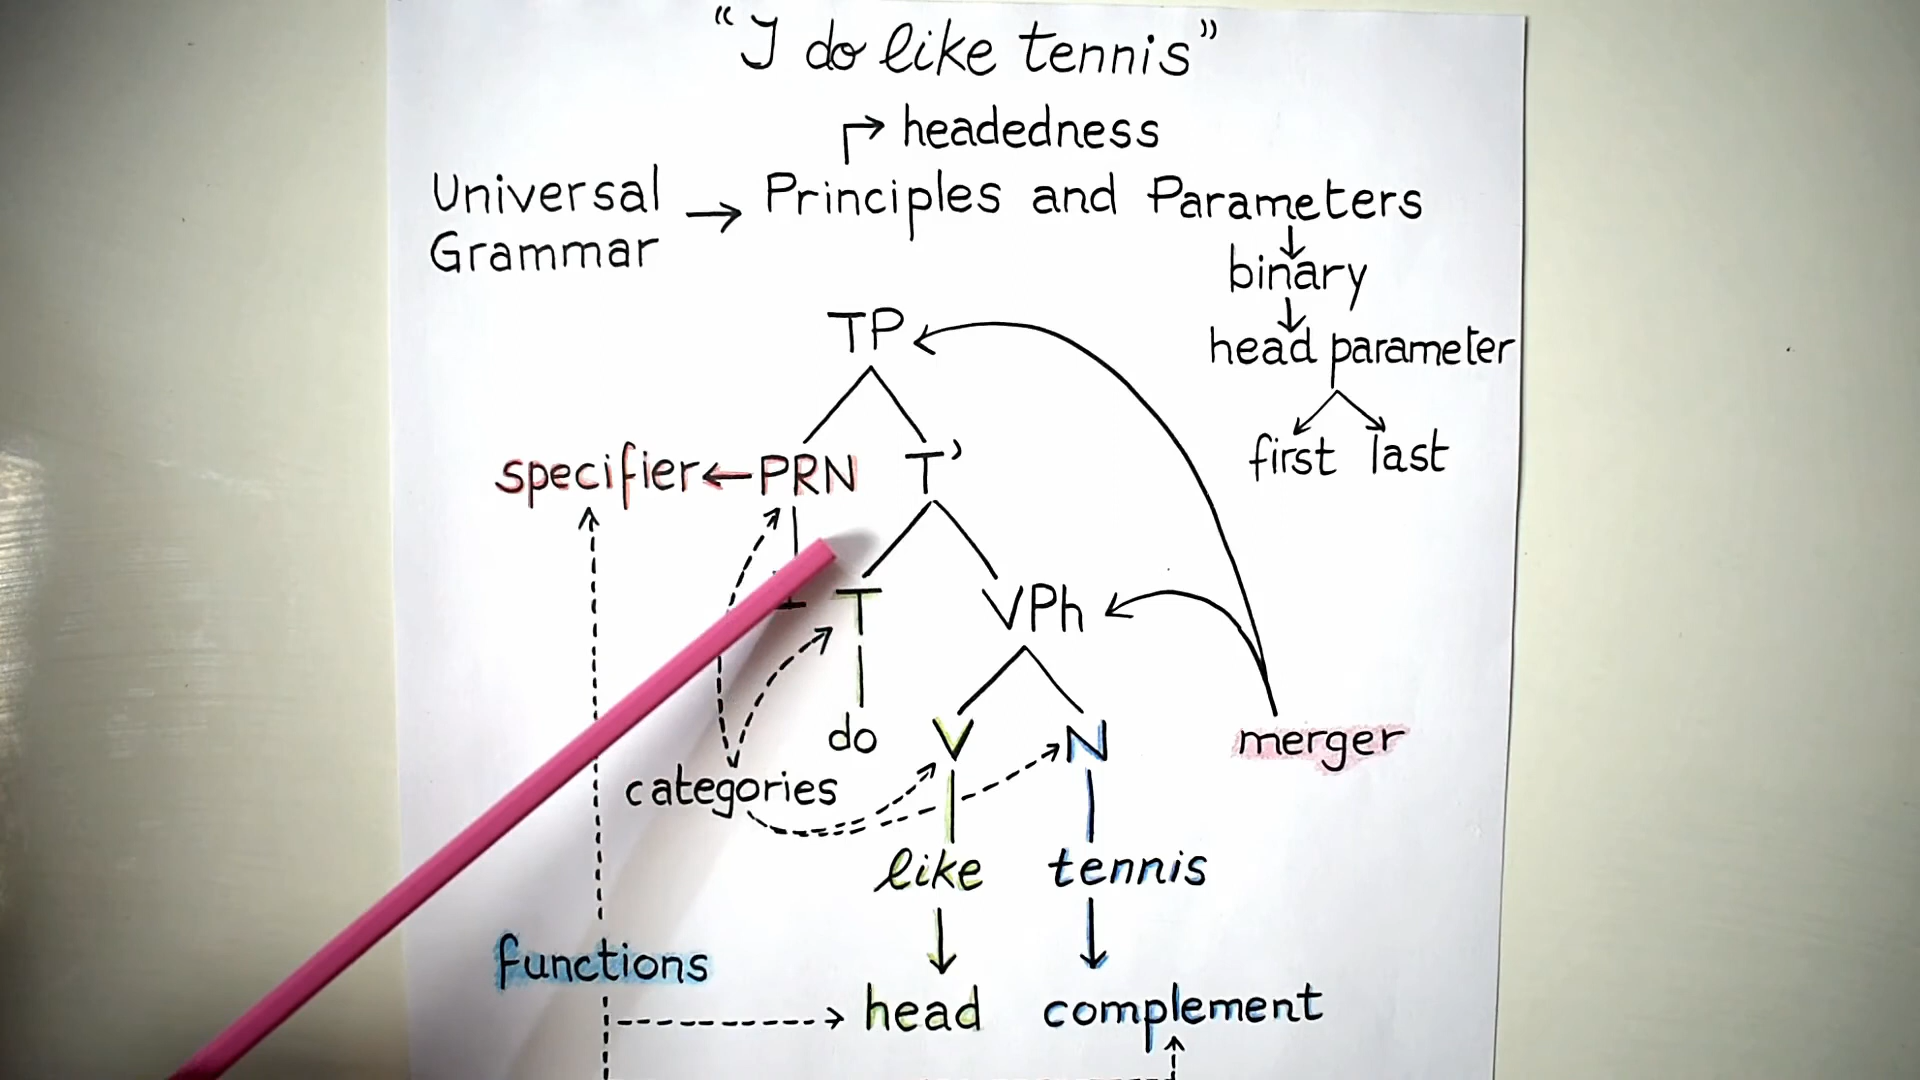 "I do like tennis"
headedness
Universal Grammar → Principles and Parameters
binary
head parameter
first last
TP
specifier ← PRN T'
T VPh
do V N merger
categories
like tennis
functions
head complement